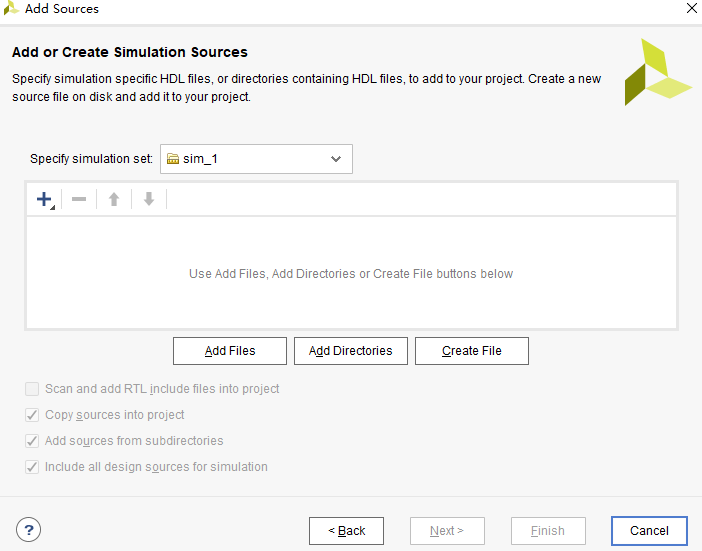 Add Sources
Add or Create Simulation Sources
Specify simulation specific HDL files, or directories containing HDL files, to add to your project. Create a new
source file on disk and add it to your project.
Specify simulation set: sim_1
Use Add Files, Add Directories or Create File buttons below
Add Files Add Directories Create File
Scan and add RTL include files into project
Copy sources into project
Add sources from subdirectories
Include all design sources for simulation
? < Back Next > Finish Cancel